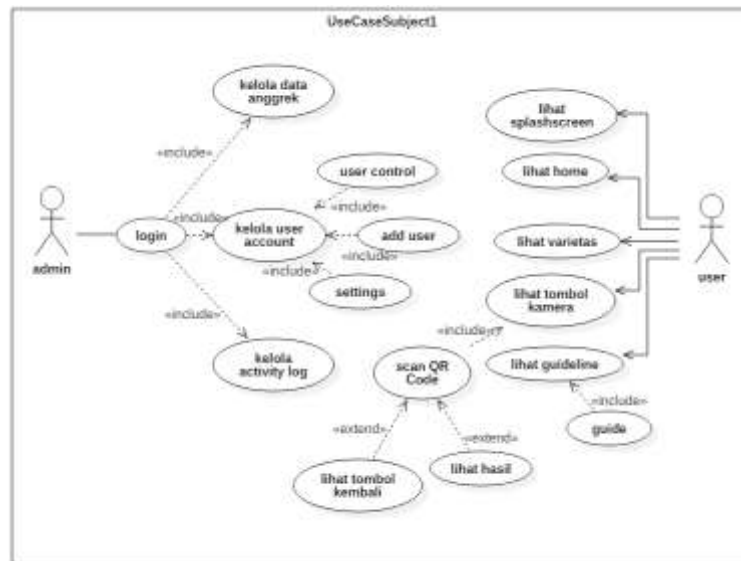 UseCaseSubject1
kelola data
anggrek
lihat
splashscreen
«include»
user control
lihat home
«include»
«include»
admin
login
kelola user
account
add user
lihat varietas
user
«include»
«include»
settings
lihat tombol
kamera
«include»
«include»
kelola
activity log
scan QR
Code
lihat guideline
«include»
guide
«extend»
«extend»
lihat tombol
kembali
lihat hasil